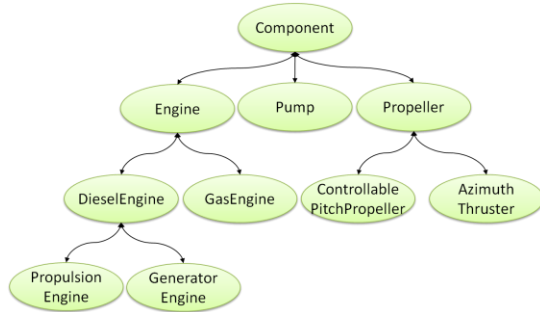 Component
Engine
Pump
Propeller
DieselEngine
GasEngine
Controllable
PitchPropeller
Azimuth
Thruster
Propulsion
Engine
Generator
Engine